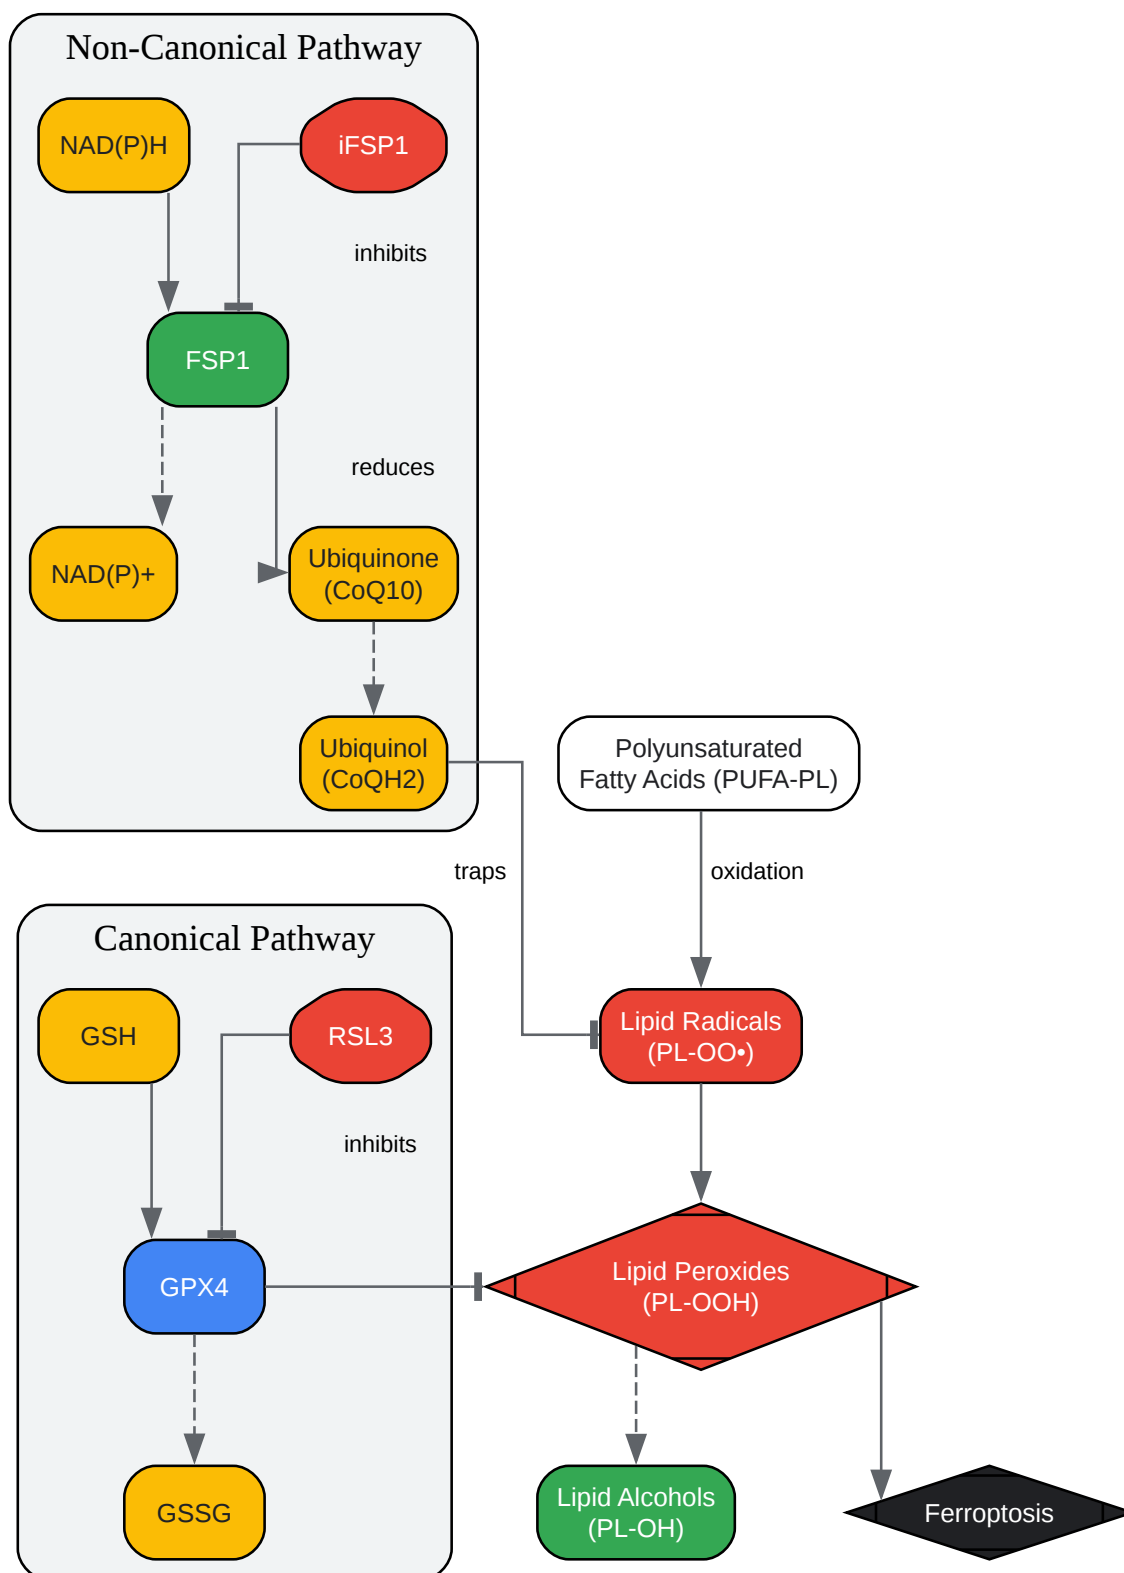 Non-Canonical Pathway
NAD(P)H
iFSP1
inhibits
FSP1
reduces
NAD(P)+
Ubiquinone
(CoQ10)
Ubiquinol
(CoQH2)
Polyunsaturated
Fatty Acids (PUFA-PL)
traps
oxidation
Canonical Pathway
GSH
RSL3
Lipid Radicals
(PL-OO•)
inhibits
GPX4
Lipid Peroxides
(PL-OOH)
GSSG
Lipid Alcohols
(PL-OH)
Ferroptosis